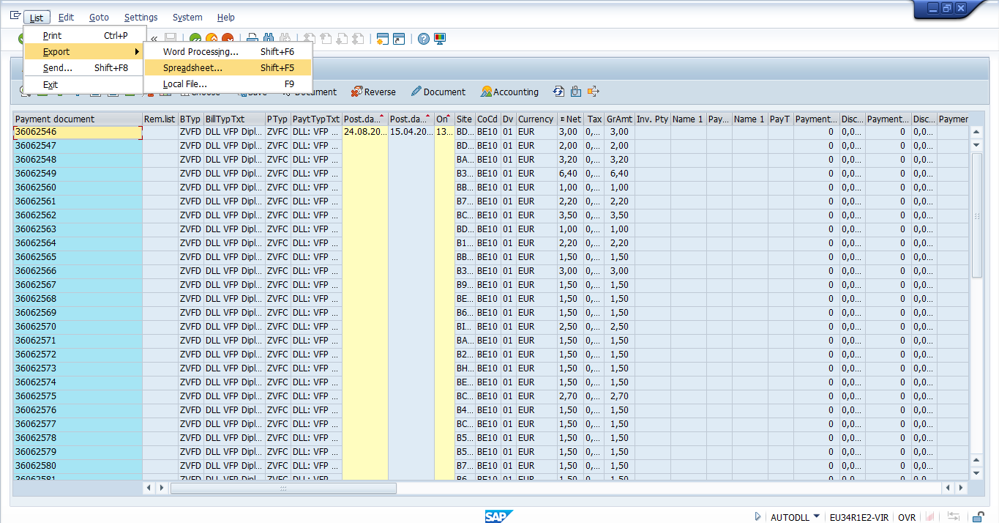 List Edit Goto Settings System Help
Print Ctrl+P
Export Word Processing... Shift+F6
Send... Shift+F8 Spreadsheet... Shift+F5
Exit Local File... F9
Choose Save Document Reverse Document Accounting
Payment document Rem.list BTyp BillTypTxt PTyp PaytTypTxt Post.da... Post.da... On Site CoCd Dv Currency Net Tax GrAmt Inv. Pty Name 1 Pay... Name 1 PayT Payment... Disc... Payment... Disc... Paymen
36062546 ZVFD DLL VFP Dipl... ZVFC DLL: VFP ... 24.08.20... 15.04.20... 13... BD... BE10 01 EUR 3,00 0,... 3,00 0 0,0... 0 0,0...
36062547 ZVFD DLL VFP Dipl... ZVFC DLL: VFP ... BD... BE10 01 EUR 2,00 0,... 2,00 0 0,0... 0 0,0...
36062548 ZVFD DLL VFP Dipl... ZVFC DLL: VFP ... BA... BE10 01 EUR 3,20 0,... 3,20 0 0,0... 0 0,0...
36062549 ZVFD DLL VFP Dipl... ZVFC DLL: VFP ... B3... BE10 01 EUR 6,40 0,... 6,40 0 0,0... 0 0,0...
36062560 ZVFD DLL VFP Dipl... ZVFC DLL: VFP ... BB... BE10 01 EUR 1,00 0,... 1,00 0 0,0... 0 0,0...
36062561 ZVFD DLL VFP Dipl... ZVFC DLL: VFP ... B7... BE10 01 EUR 2,20 0,... 2,20 0 0,0... 0 0,0...
36062562 ZVFD DLL VFP Dipl... ZVFC DLL: VFP ... BC... BE10 01 EUR 3,50 0,... 3,50 0 0,0... 0 0,0...
36062563 ZVFD DLL VFP Dipl... ZVFC DLL: VFP ... BD... BE10 01 EUR 1,00 0,... 1,00 0 0,0... 0 0,0...
36062564 ZVFD DLL VFP Dipl... ZVFC DLL: VFP ... B1... BE10 01 EUR 2,20 0,... 2,20 0 0,0... 0 0,0...
36062565 ZVFD DLL VFP Dipl... ZVFC DLL: VFP ... BB... BE10 01 EUR 1,50 0,... 1,50 0 0,0... 0 0,0...
36062566 ZVFD DLL VFP Dipl... ZVFC DLL: VFP ... B3... BE10 01 EUR 3,00 0,... 3,00 0 0,0... 0 0,0...
36062567 ZVFD DLL VFP Dipl... ZVFC DLL: VFP ... B9... BE10 01 EUR 1,50 0,... 1,50 0 0,0... 0 0,0...
36062568 ZVFD DLL VFP Dipl... ZVFC DLL: VFP ... BE... BE10 01 EUR 1,50 0,... 1,50 0 0,0... 0 0,0...
36062569 ZVFD DLL VFP Dipl... ZVFC DLL: VFP ... B6... BE10 01 EUR 1,50 0,... 1,50 0 0,0... 0 0,0...
36062570 ZVFD DLL VFP Dipl... ZVFC DLL: VFP ... BI... BE10 01 EUR 2,50 0,... 2,50 0 0,0... 0 0,0...
36062571 ZVFD DLL VFP Dipl... ZVFC DLL: VFP ... BA... BE10 01 EUR 1,50 0,... 1,50 0 0,0... 0 0,0...
36062572 ZVFD DLL VFP Dipl... ZVFC DLL: VFP ... B2... BE10 01 EUR 1,50 0,... 1,50 0 0,0... 0 0,0...
36062573 ZVFD DLL VFP Dipl... ZVFC DLL: VFP ... BH... BE10 01 EUR 1,50 0,... 1,50 0 0,0... 0 0,0...
36062574 ZVFD DLL VFP Dipl... ZVFC DLL: VFP ... BE... BE10 01 EUR 1,50 0,... 1,50 0 0,0... 0 0,0...
36062575 ZVFD DLL VFP Dipl... ZVFC DLL: VFP ... BC... BE10 01 EUR 2,70 0,... 2,70 0 0,0... 0 0,0...
36062576 ZVFD DLL VFP Dipl... ZVFC DLL: VFP ... B4... BE10 01 EUR 1,50 0,... 1,50 0 0,0... 0 0,0...
36062577 ZVFD DLL VFP Dipl... ZVFC DLL: VFP ... BC... BE10 01 EUR 1,50 0,... 1,50 0 0,0... 0 0,0...
36062578 ZVFD DLL VFP Dipl... ZVFC DLL: VFP ... B5... BE10 01 EUR 1,50 0,... 1,50 0 0,0... 0 0,0...
36062579 ZVFD DLL VFP Dipl... ZVFC DLL: VFP ... B5... BE10 01 EUR 1,50 0,... 1,50 0 0,0... 0 0,0...
36062580 ZVFD DLL VFP Dipl... ZVFC DLL: VFP ... B7... BE10 01 EUR 1,50 0,... 1,50 0 0,0... 0 0,0...
36062581 ZVFD DLL VFP Dipl... ZVFC DLL: VFP ... B6... BE10 01 EUR 1,50 0,... 1,50 0 0,0... 0 0,0...
SAP AUTODLL EU34R1E2-VIR OVR